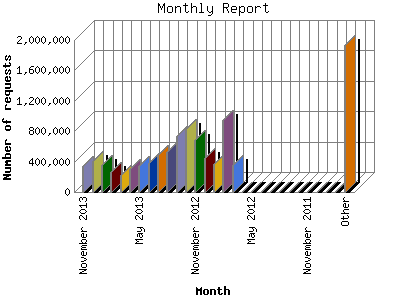 Monthly Report
Number of requests
2,000,000
1,600,000
1,200,000
800,000
400,000
0
November 2013
May 2013
November 2012
May 2012
November 2011
Other
Month